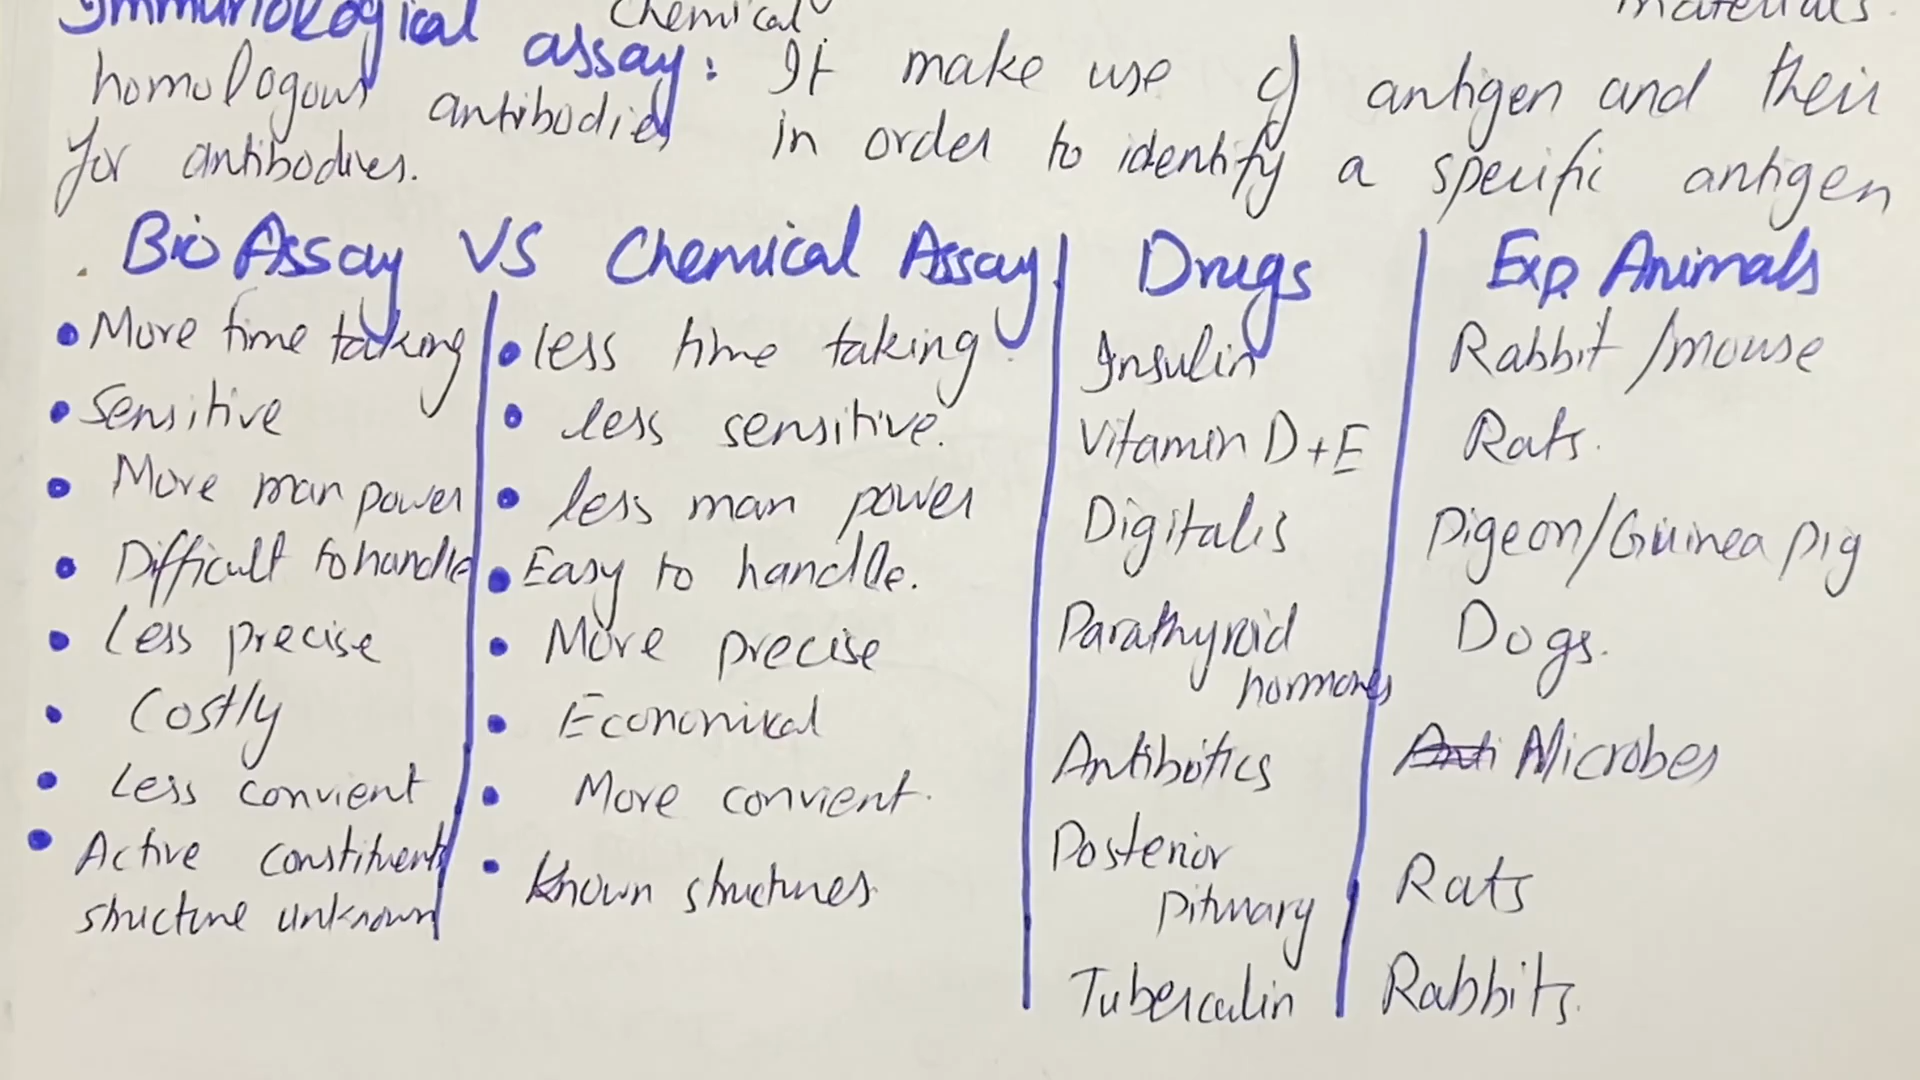 Chemical materials.
Immunological assay: It make use of antigen and their
homologous antibodies in order to identify a specific antigen
for antibodies.
Bio Assay VS Chemical Assay Drugs Exp. Animals
• More time taking • less time taking. Insulin Rabbit /mouse
• Sensitive • less sensitive. Vitamin D+E Rats.
• More man power • less man power Digitalis Pigeon/Guinea pig
• Difficult to handle • Easy to handle. Parathyroid Dogs.
hormones
• Less precise • More precise
• Costly • Economical Antibotics Microbes
• Less convient • More convient.
• Active constituents • Known structures Posterior Rats
structure unknown pituary
Tuberculin Rabbits.